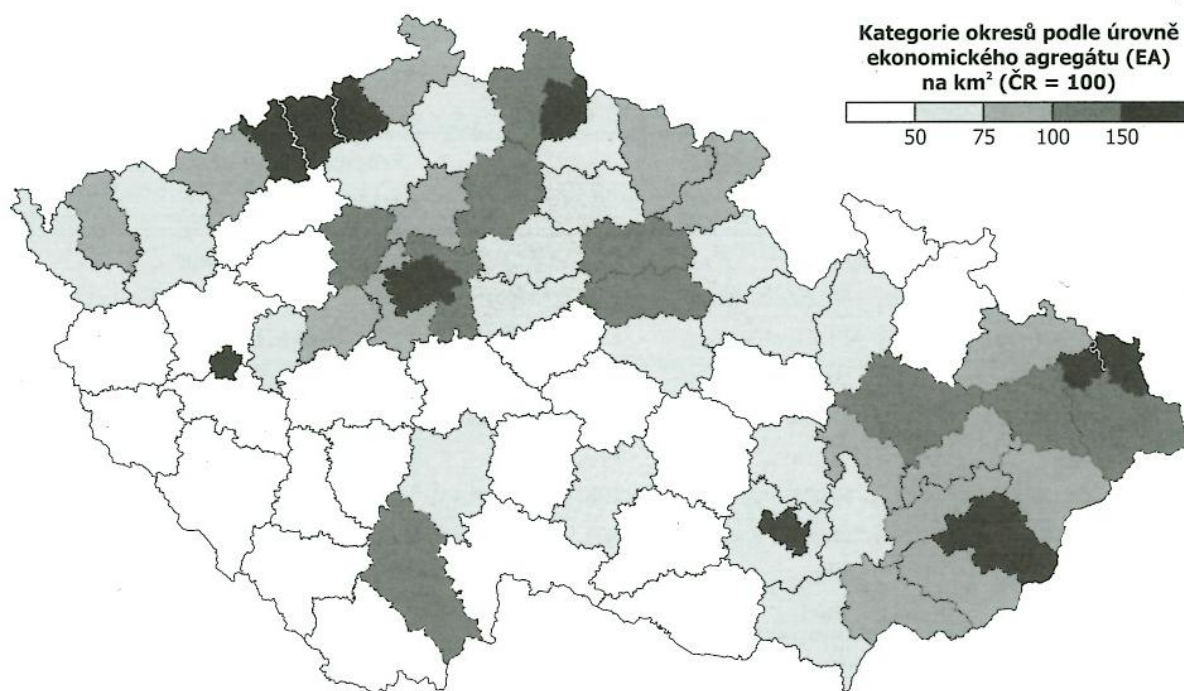 Kategorie okresů podle úrovně
ekonomického agregátu (EA)
na km² (ČR = 100)
50 75 100 150